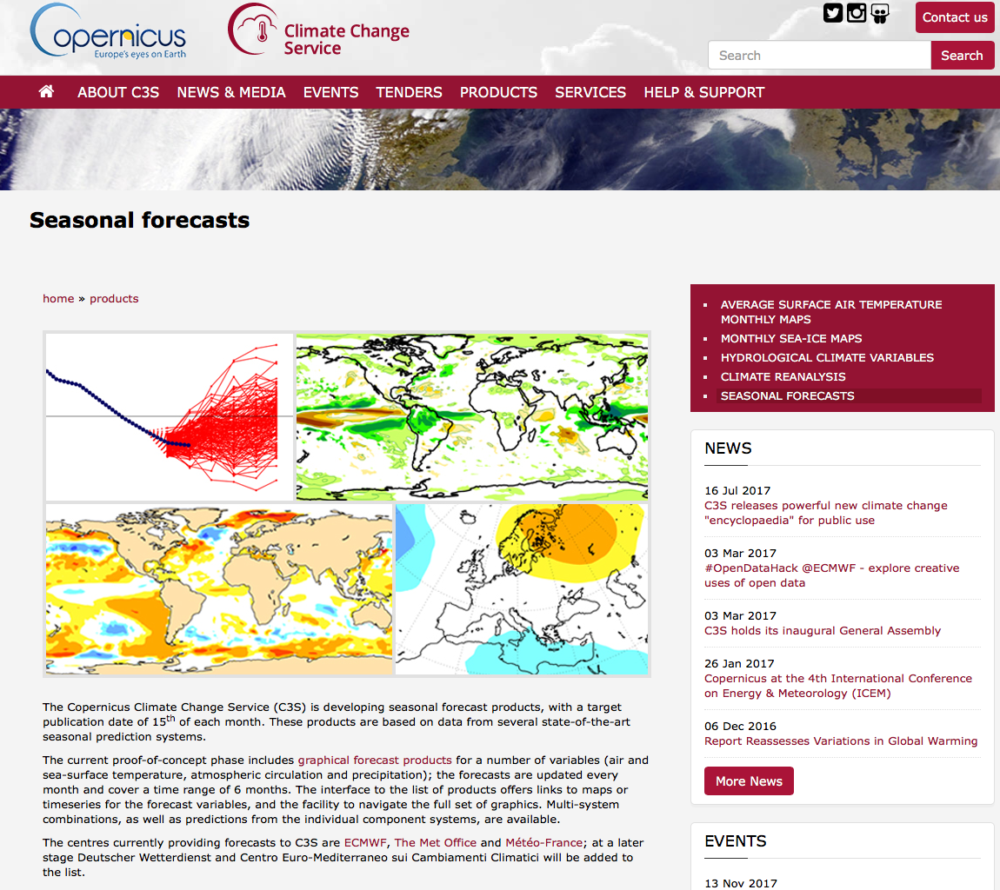 Copernicus
Europe's eyes on Earth
Climate Change
Service
Contact us
Search
Search
ABOUT C3S NEWS & MEDIA EVENTS TENDERS PRODUCTS SERVICES HELP & SUPPORT
Seasonal forecasts
home » products
The Copernicus Climate Change Service (C3S) is developing seasonal forecast products, with a target
publication date of 15th of each month. These products are based on data from several state-of-the-art
seasonal prediction systems.
The current proof-of-concept phase includes graphical forecast products for a number of variables (air and
sea-surface temperature, atmospheric circulation and precipitation); the forecasts are updated every
month and cover a time range of 6 months. The interface to the list of products offers links to maps or
timeseries for the forecast variables, and the facility to navigate the full set of graphics. Multi-system
combinations, as well as predictions from the individual component systems, are available.
The centres currently providing forecasts to C3S are ECMWF, The Met Office and Météo-France; at a later
stage Deutscher Wetterdienst and Centro Euro-Mediterraneo sui Cambiamenti Climatici will be added to
the list.
AVERAGE SURFACE AIR TEMPERATURE
MONTHLY MAPS
MONTHLY SEA-ICE MAPS
HYDROLOGICAL CLIMATE VARIABLES
CLIMATE REANALYSIS
SEASONAL FORECASTS
NEWS
16 Jul 2017
C3S releases powerful new climate change
"encyclopaedia" for public use
03 Mar 2017
#OpenDataHack @ECMWF - explore creative
uses of open data
03 Mar 2017
C3S holds its inaugural General Assembly
26 Jan 2017
Copernicus at the 4th International Conference
on Energy & Meteorology (ICEM)
06 Dec 2016
Report Reassesses Variations in Global Warming
More News
EVENTS
13 Nov 2017